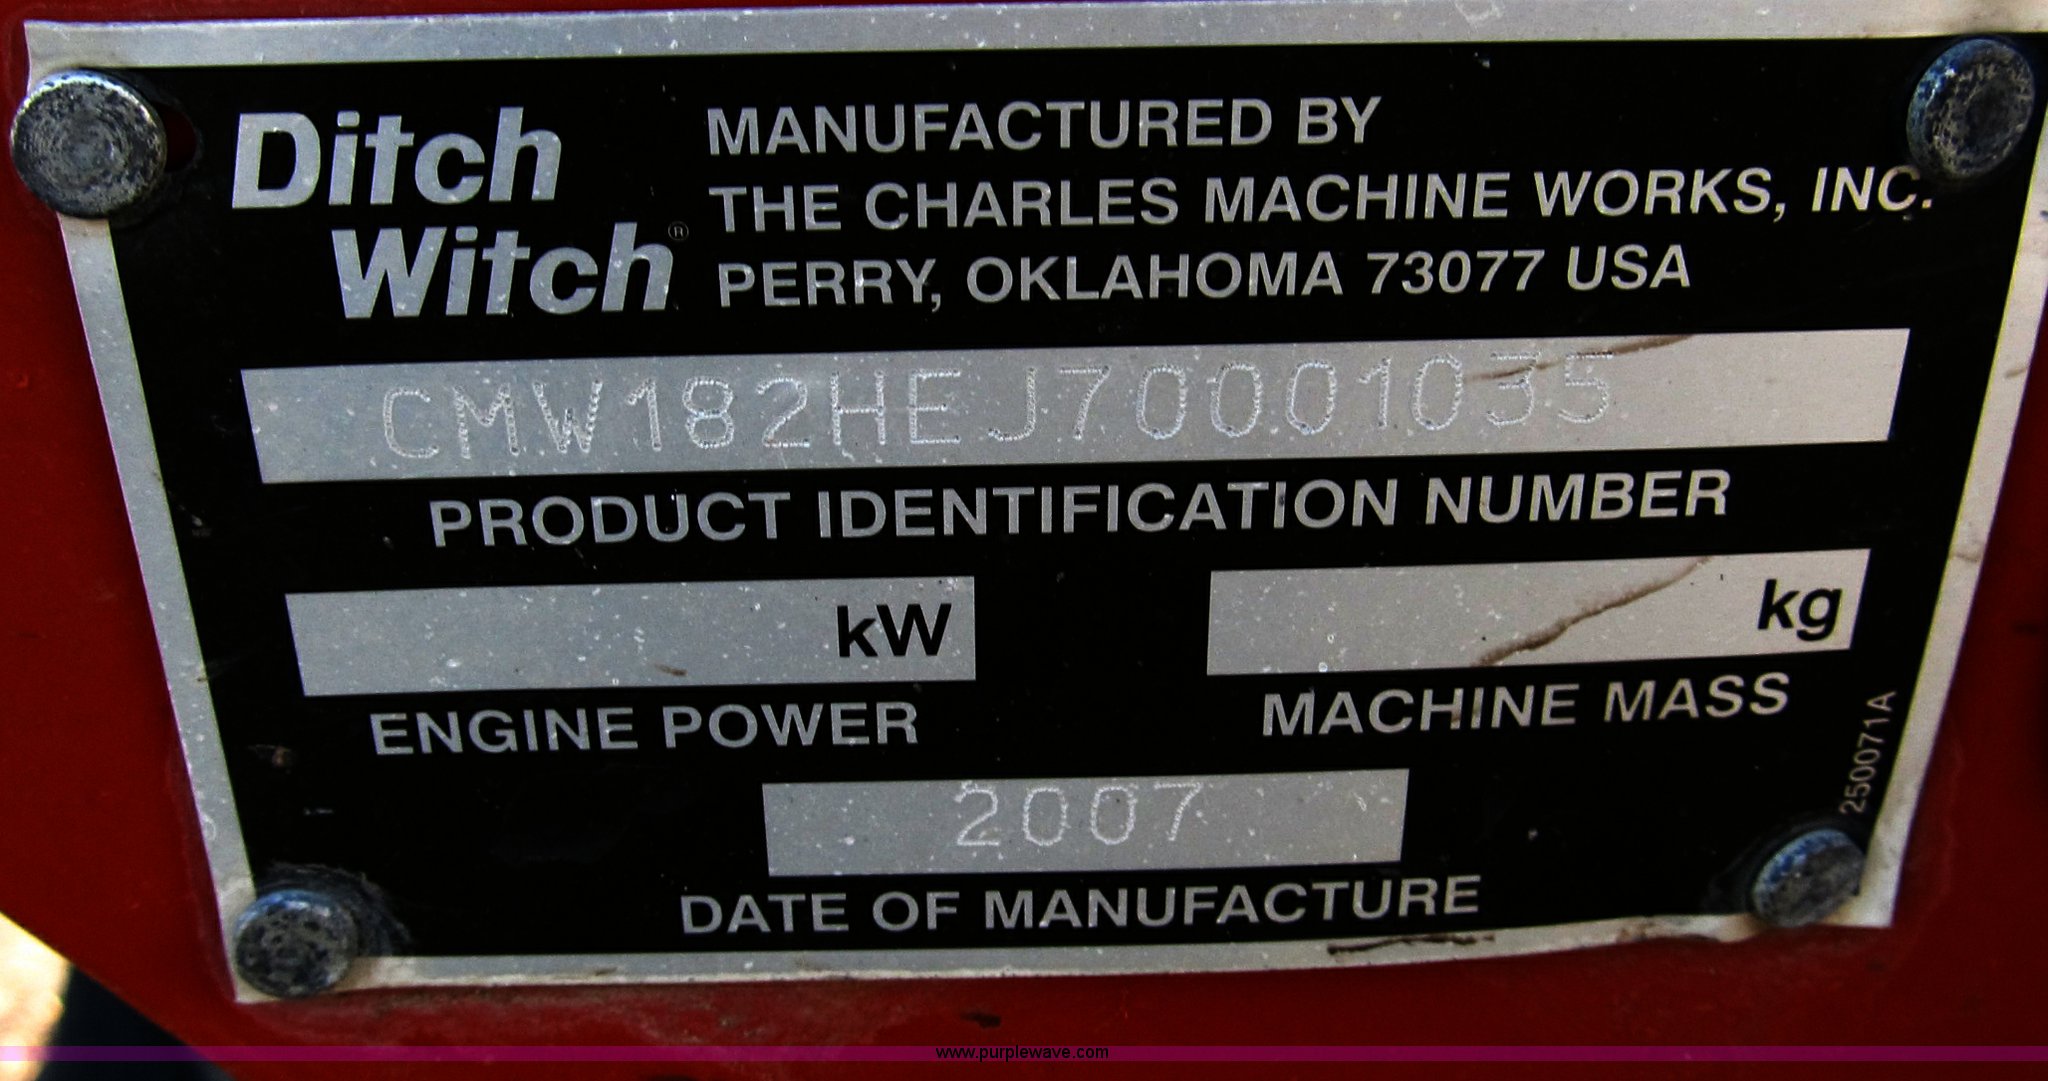 Ditch
Witch®
MANUFACTURED BY
THE CHARLES MACHINE WORKS, INC.
PERRY, OKLAHOMA 73077 USA
CMW182HEJ70001035
PRODUCT IDENTIFICATION NUMBER
kW
kg
ENGINE POWER
MACHINE MASS
2007
DATE OF MANUFACTURE
250071A
www.purplewave.com